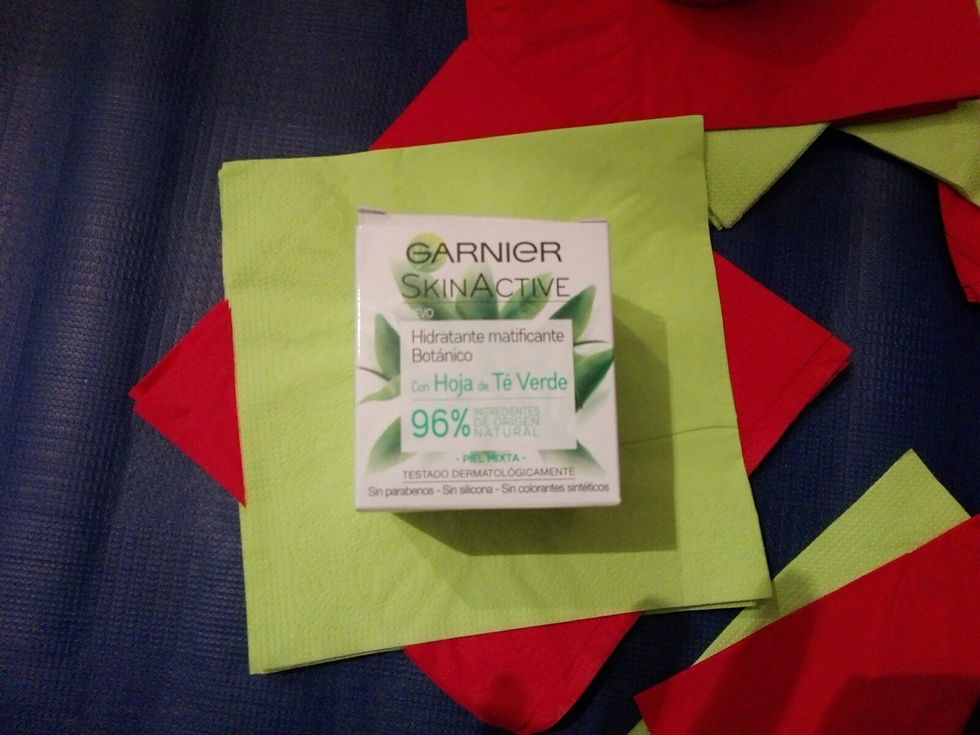 GARNIER
SKINACTIVE
NUEVO
Hidratante matificante
Botánico
Con Hoja de Té Verde
96% INGREDIENTES
DE ORIGEN
NATURAL
- PIEL MIXTA -
TESTADO DERMATOLÓGICAMENTE
Sin parabenos - Sin silicona - Sin colorantes sintéticos